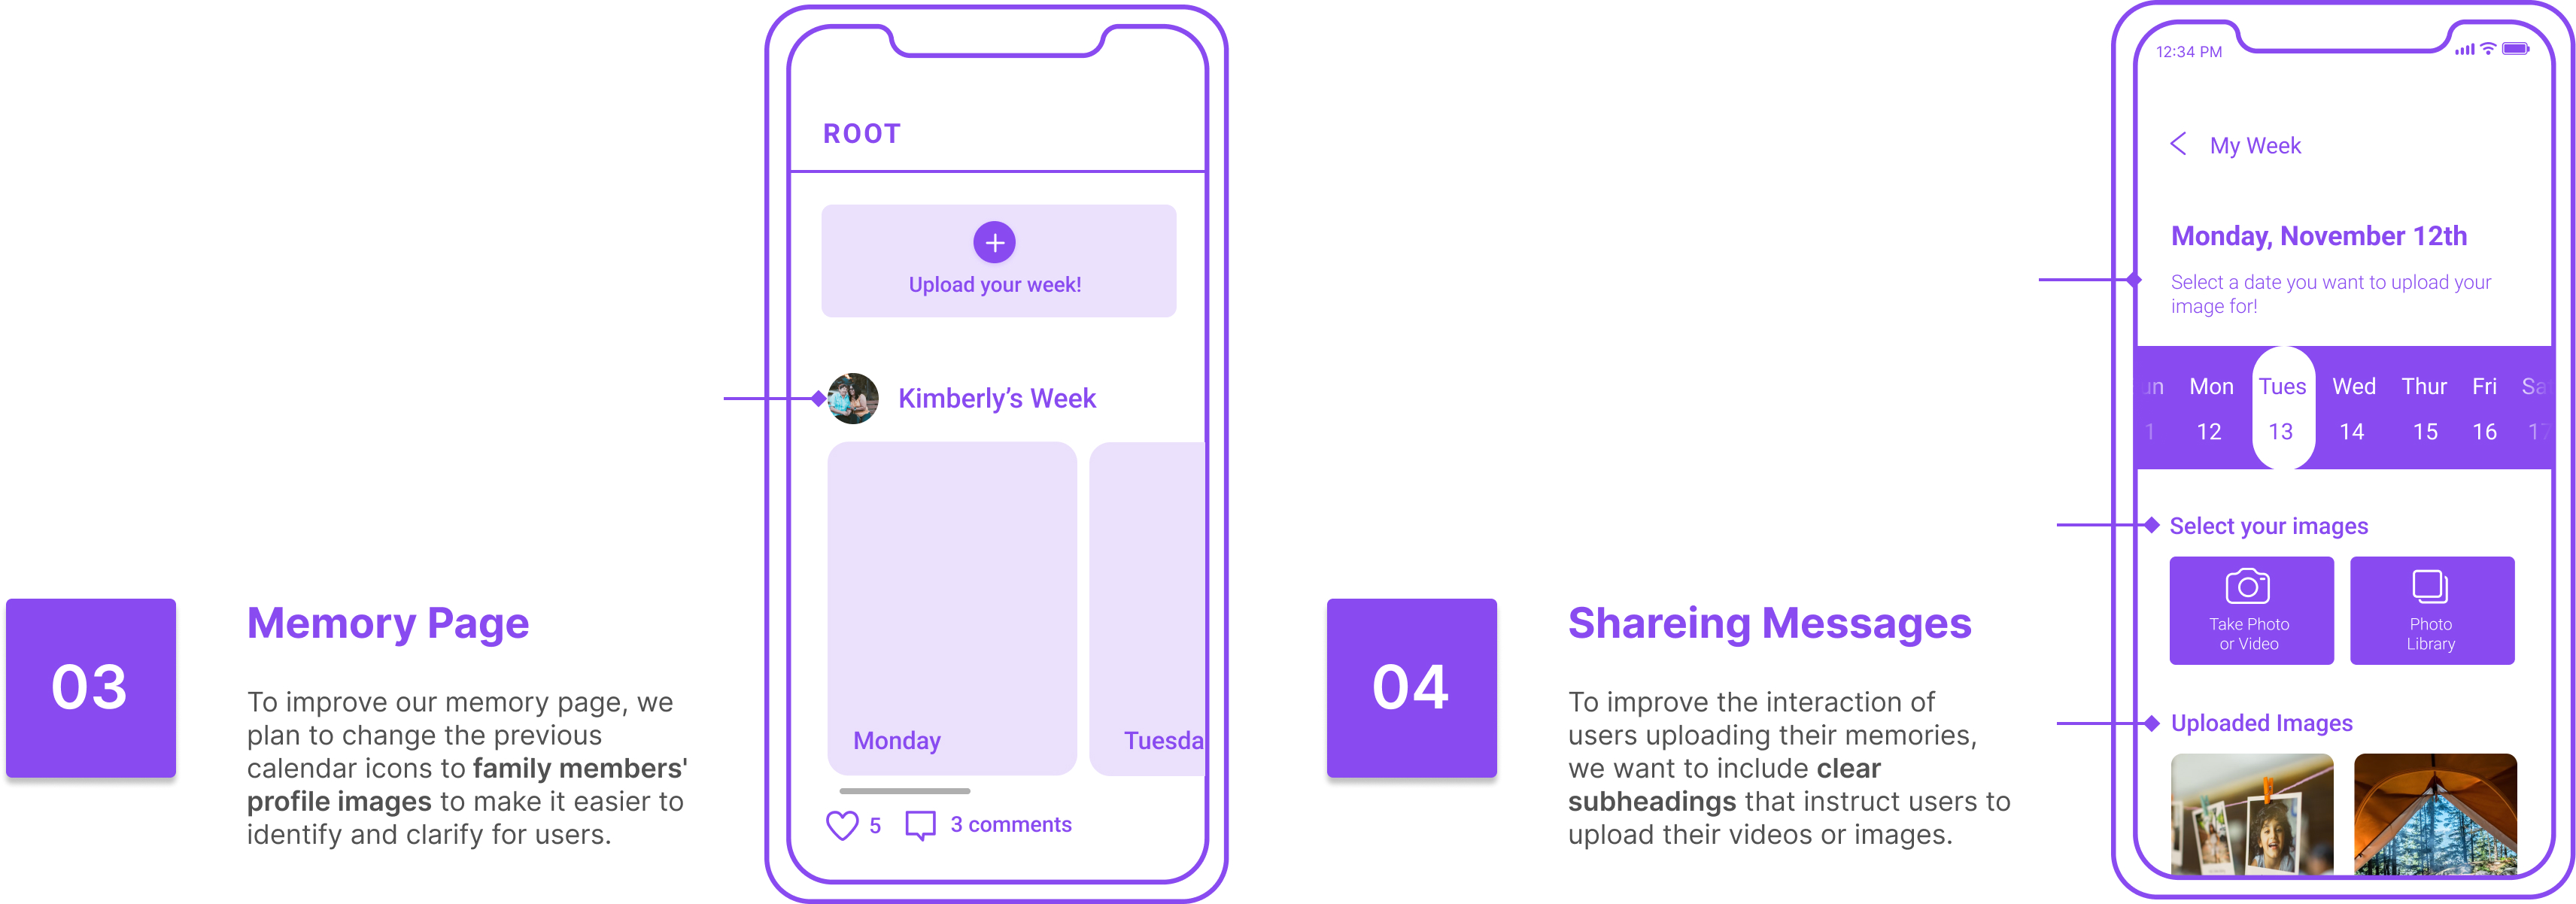 03
Memory Page
To improve our memory page, we
plan to change the previous
calendar icons to family members'
profile images to make it easier to
identify and clarify for users.
ROOT
Upload your week!
Kimberly’s Week
Monday
Tuesda
5
3 comments
04
Shareing Messages
To improve the interaction of
users uploading their memories,
we want to include clear
subheadings that instruct users to
upload their videos or images.
12:34 PM
My Week
Monday, November 12th
Select a date you want to upload your
image for!
un Mon Tues Wed Thur Fri Sat
1 12 13 14 15 16 17
Select your images
Take Photo
or Video
Photo
Library
Uploaded Images